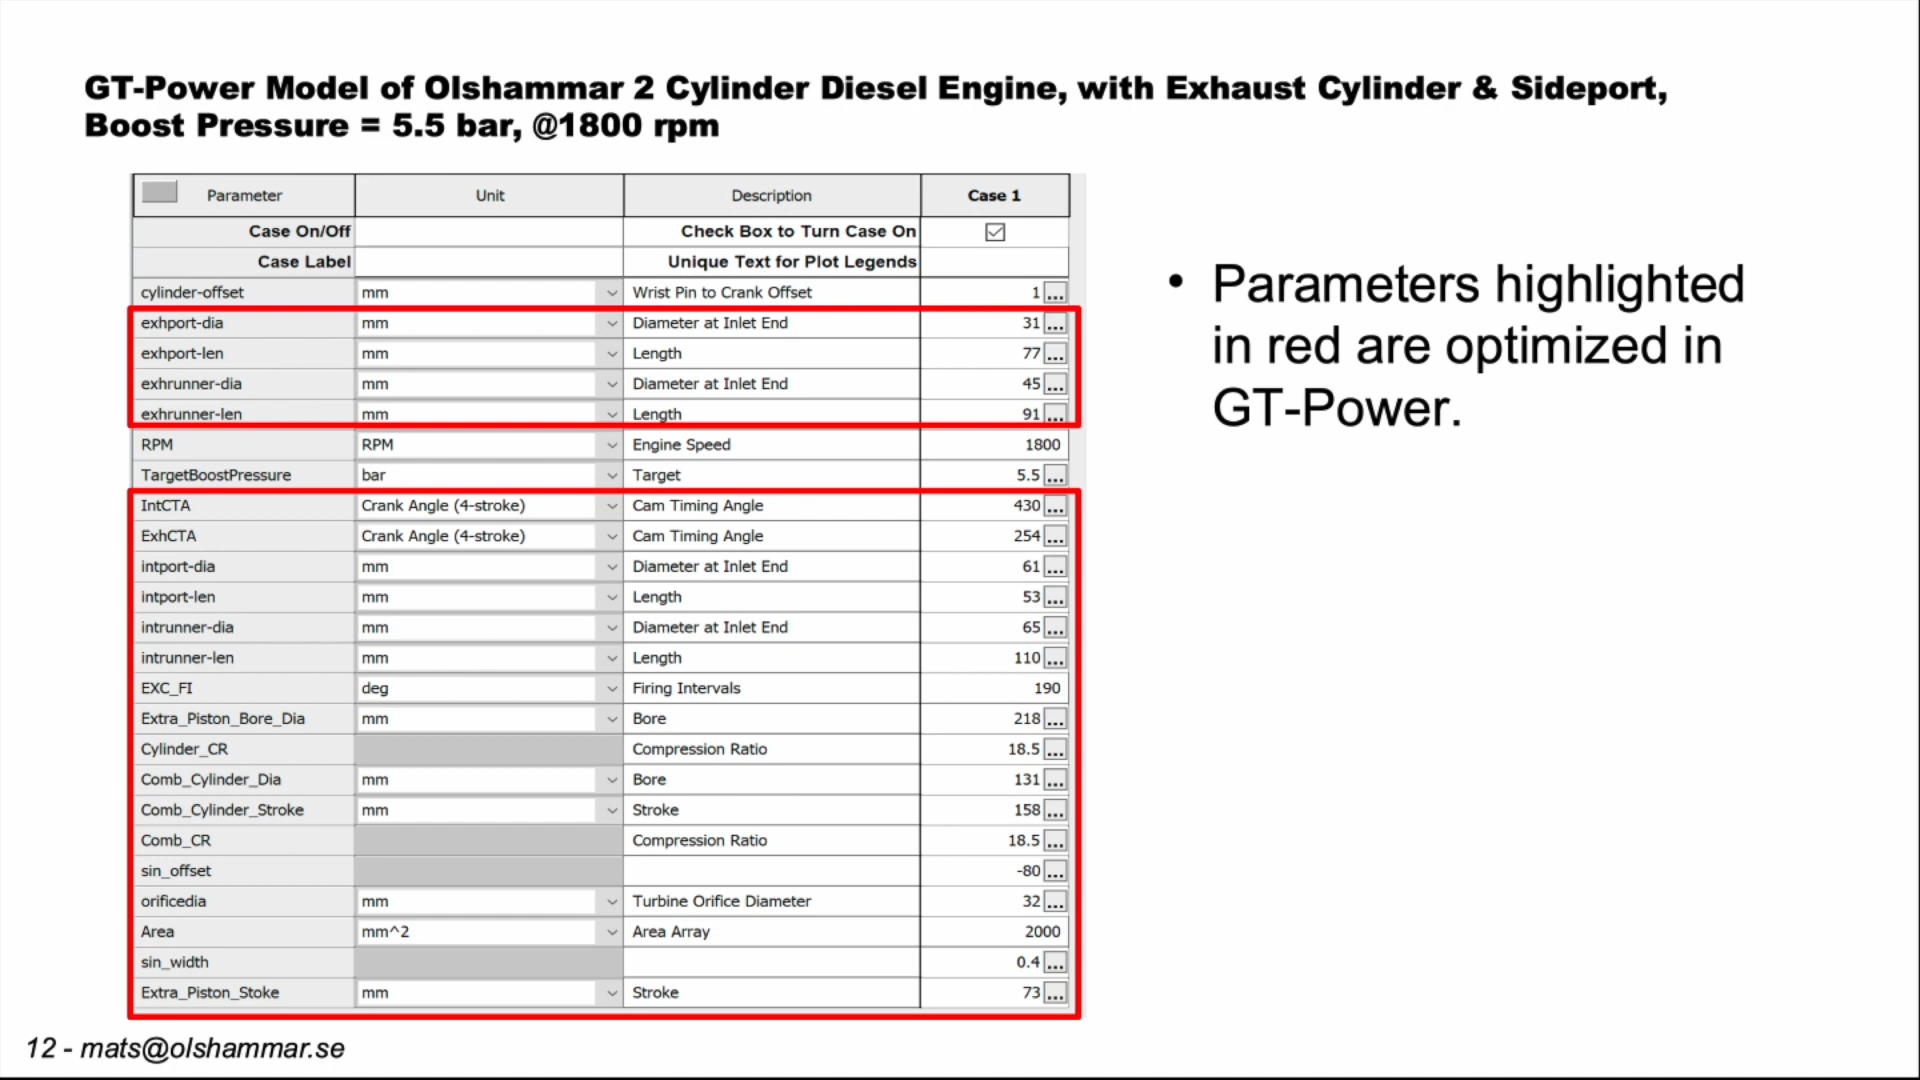 GT-Power Model of Olshammar 2 Cylinder Diesel Engine, with Exhaust Cylinder & Sideport,
Boost Pressure = 5.5 bar, @1800 rpm
Parameter Unit Description Case 1
Case On/Off Check Box to Turn Case On
Case Label Unique Text for Plot Legends
cylinder-offset mm Wrist Pin to Crank Offset 1 ...
exhport-dia mm Diameter at Inlet End 31 ...
exhport-len mm Length 77 ...
exhrunner-dia mm Diameter at Inlet End 45 ...
exhrunner-len mm Length 91 ...
RPM RPM Engine Speed 1800
TargetBoostPressure bar Target 5.5 ...
IntCTA Crank Angle (4-stroke) Cam Timing Angle 430 ...
ExhCTA Crank Angle (4-stroke) Cam Timing Angle 254 ...
intport-dia mm Diameter at Inlet End 61 ...
intport-len mm Length 53 ...
intrunner-dia mm Diameter at Inlet End 65 ...
intrunner-len mm Length 110 ...
EXC_FI deg Firing Intervals 190
Extra_Piston_Bore_Dia mm Bore 218 ...
Cylinder_CR Compression Ratio 18.5 ...
Comb_Cylinder_Dia mm Bore 131 ...
Comb_Cylinder_Stroke mm Stroke 158 ...
Comb_CR Compression Ratio 18.5 ...
sin_offset -80 ...
orificedia mm Turbine Orifice Diameter 32 ...
Area mm^2 Area Array 2000
sin_width 0.4 ...
Extra_Piston_Stoke mm Stroke 73 ...
• Parameters highlighted
in red are optimized in
GT-Power.
12 - mats@olshammar.se